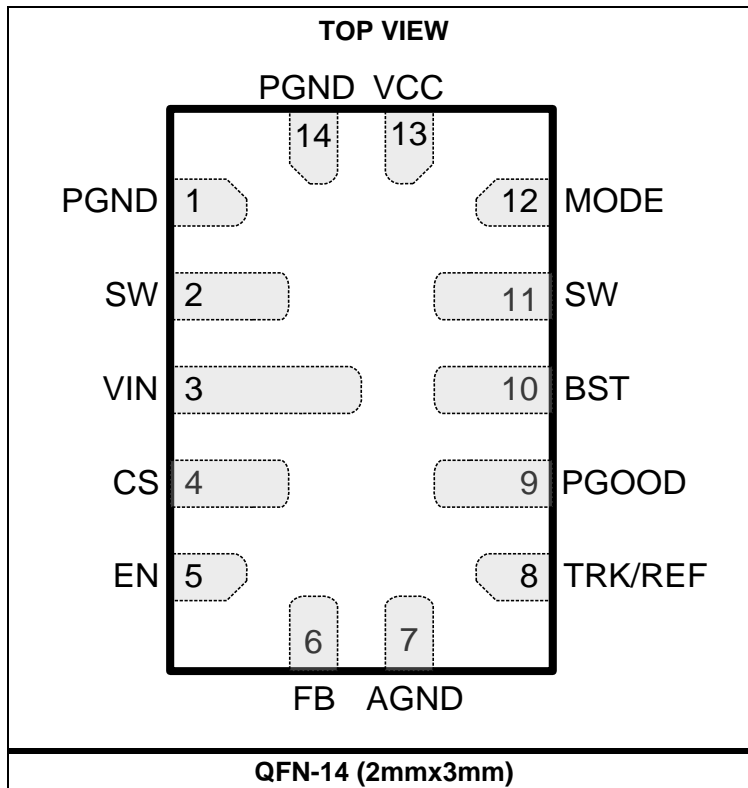 TOP VIEW
PGND VCC
14 13
PGND 1 12 MODE
SW 2 11 SW
VIN 3 10 BST
CS 4 9 PGOOD
EN 5 8 TRK/REF
6 7
FB AGND
QFN-14 (2mmx3mm)